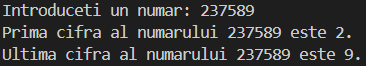 Introduceti un numar: 237589
Prima cifra al numarului 237589 este 2.
Ultima cifra al numarului 237589 este 9.